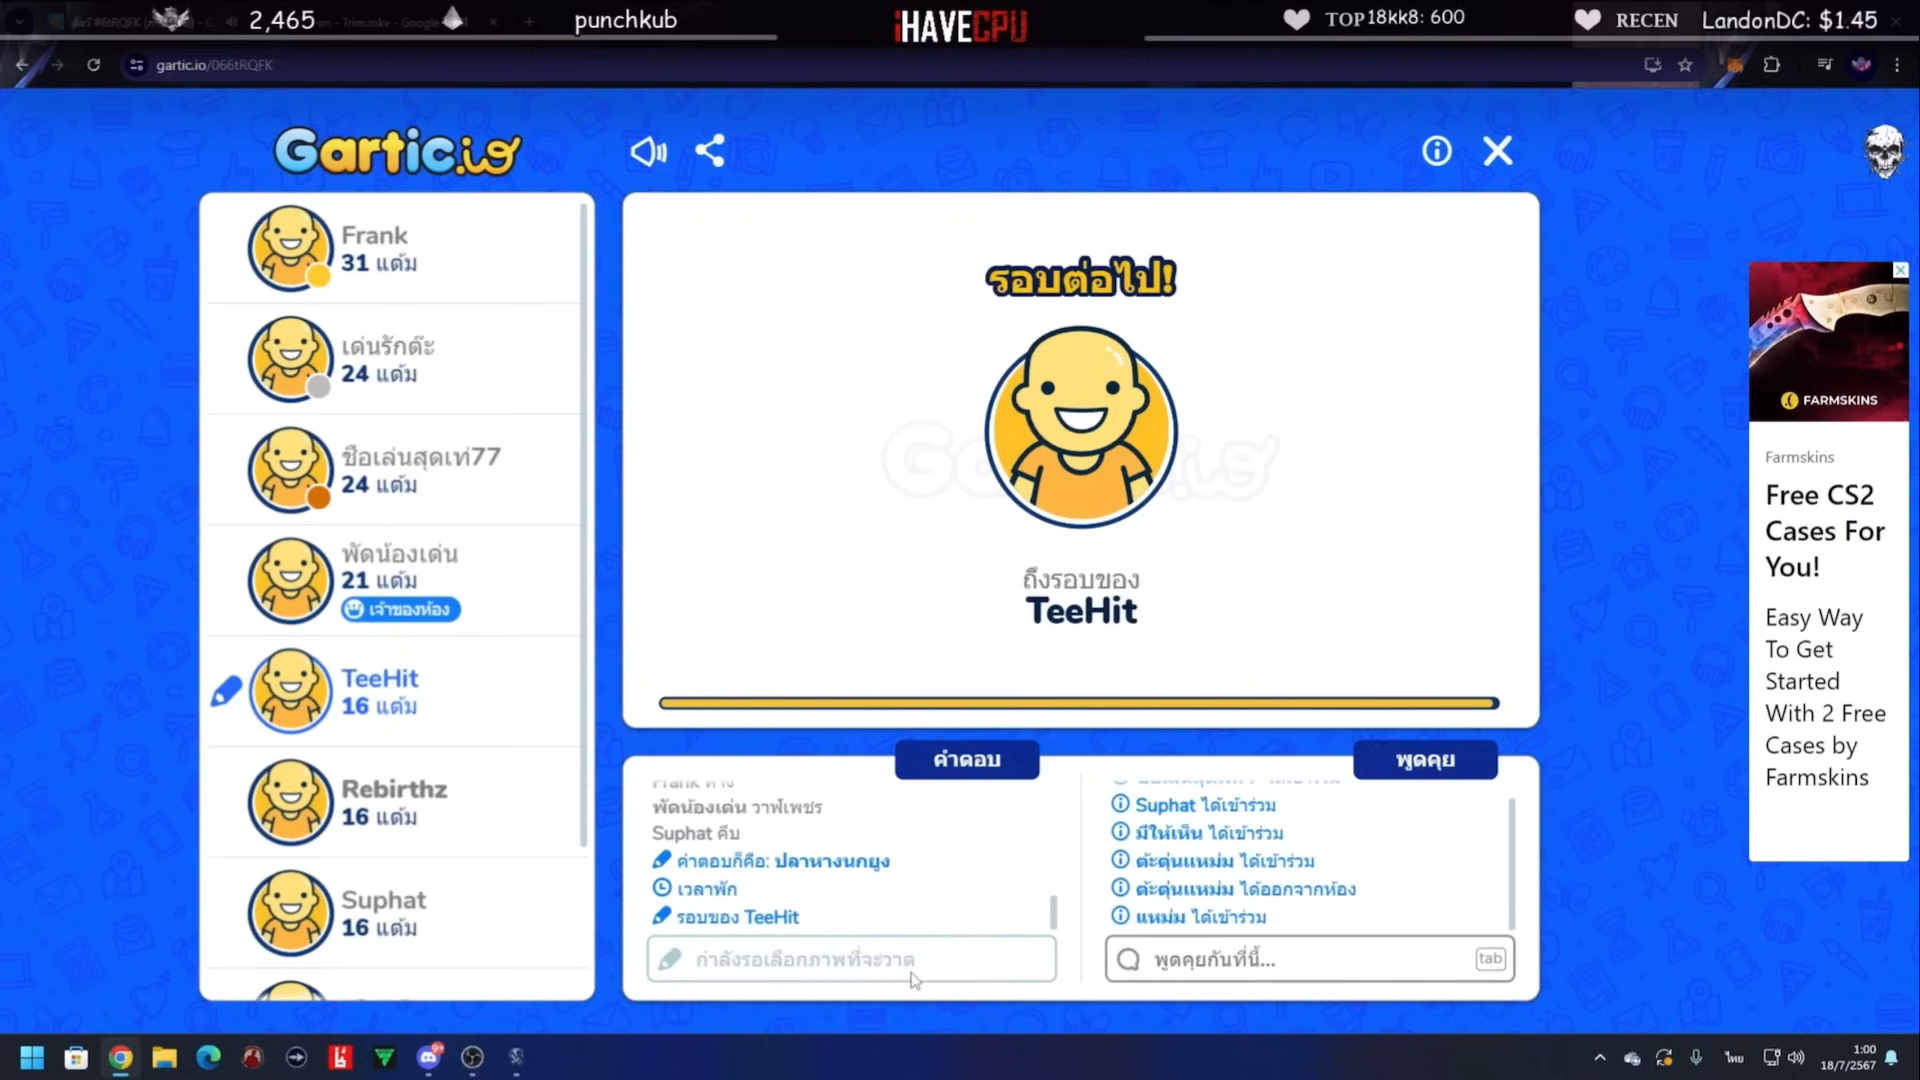 2,465
punchkub
iHAVECPU
TOP18kk8: 600
RECEN LandonDC: $1.45
gartic.io/066tRQFK
Gartic.io
Frank
31 แต้ม
เด่นรักต๊ะ
24 แต้ม
ชื่อเล่นสุดเท่77
24 แต้ม
พัดน้องเด่น
21 แต้ม
เจ้าของห้อง
TeeHit
16 แต้ม
Rebirthz
16 แต้ม
Suphat
16 แต้ม
รอบต่อไป!
ถึงรอบของ
TeeHit
คำตอบ
พัดน้องเด่น วาฬเพชร
Suphat คีบ
คำตอบก็คือ: ปลาหางนกยูง
เวลาพัก
รอบของ TeeHit
กำลังรอเลือกภาพที่จะวาด
พูดคุย
Suphat ได้เข้าร่วม
มีให้เห็น ได้เข้าร่วม
ต๊ะตุ่นแหม่ม ได้เข้าร่วม
ต๊ะตุ่นแหม่ม ได้ออกจากห้อง
แหม่ม ได้เข้าร่วม
พูดคุยกันที่นี่...
tab
FARMSKINS
Farmskins
Free CS2
Cases For
You!
Easy Way
To Get
Started
With 2 Free
Cases by
Farmskins
ไทย
1:00
18/7/2567